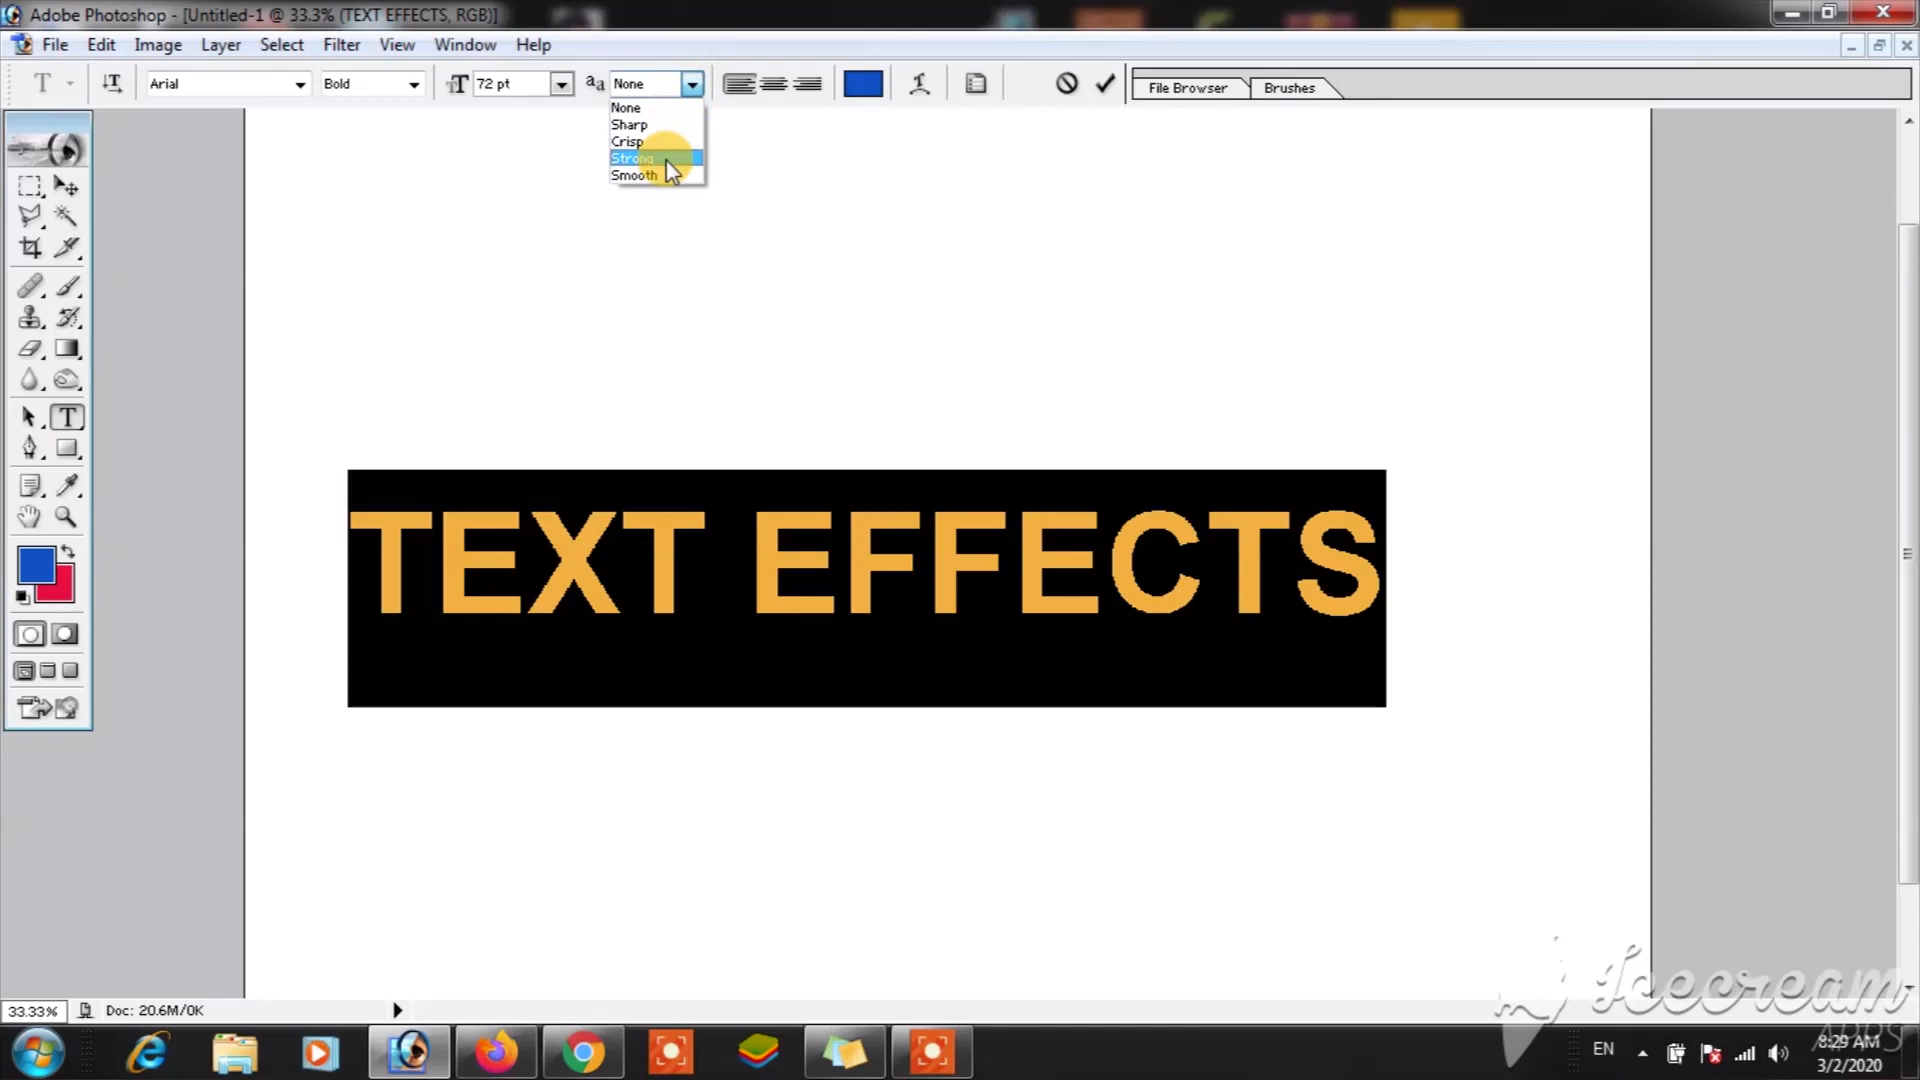 Adobe Photoshop - [Untitled-1 @ 33.3% (TEXT EFFECTS, RGB)]
File Edit Image Layer Select Filter View Window Help
T Arial Bold 72 pt aa None File Browser Brushes
None
Sharp
Crisp
Strong
Smooth
TEXT EFFECTS
33.33% Doc: 20.6M/0K
Icecream
APPS
EN 8:29 AM
3/2/2020